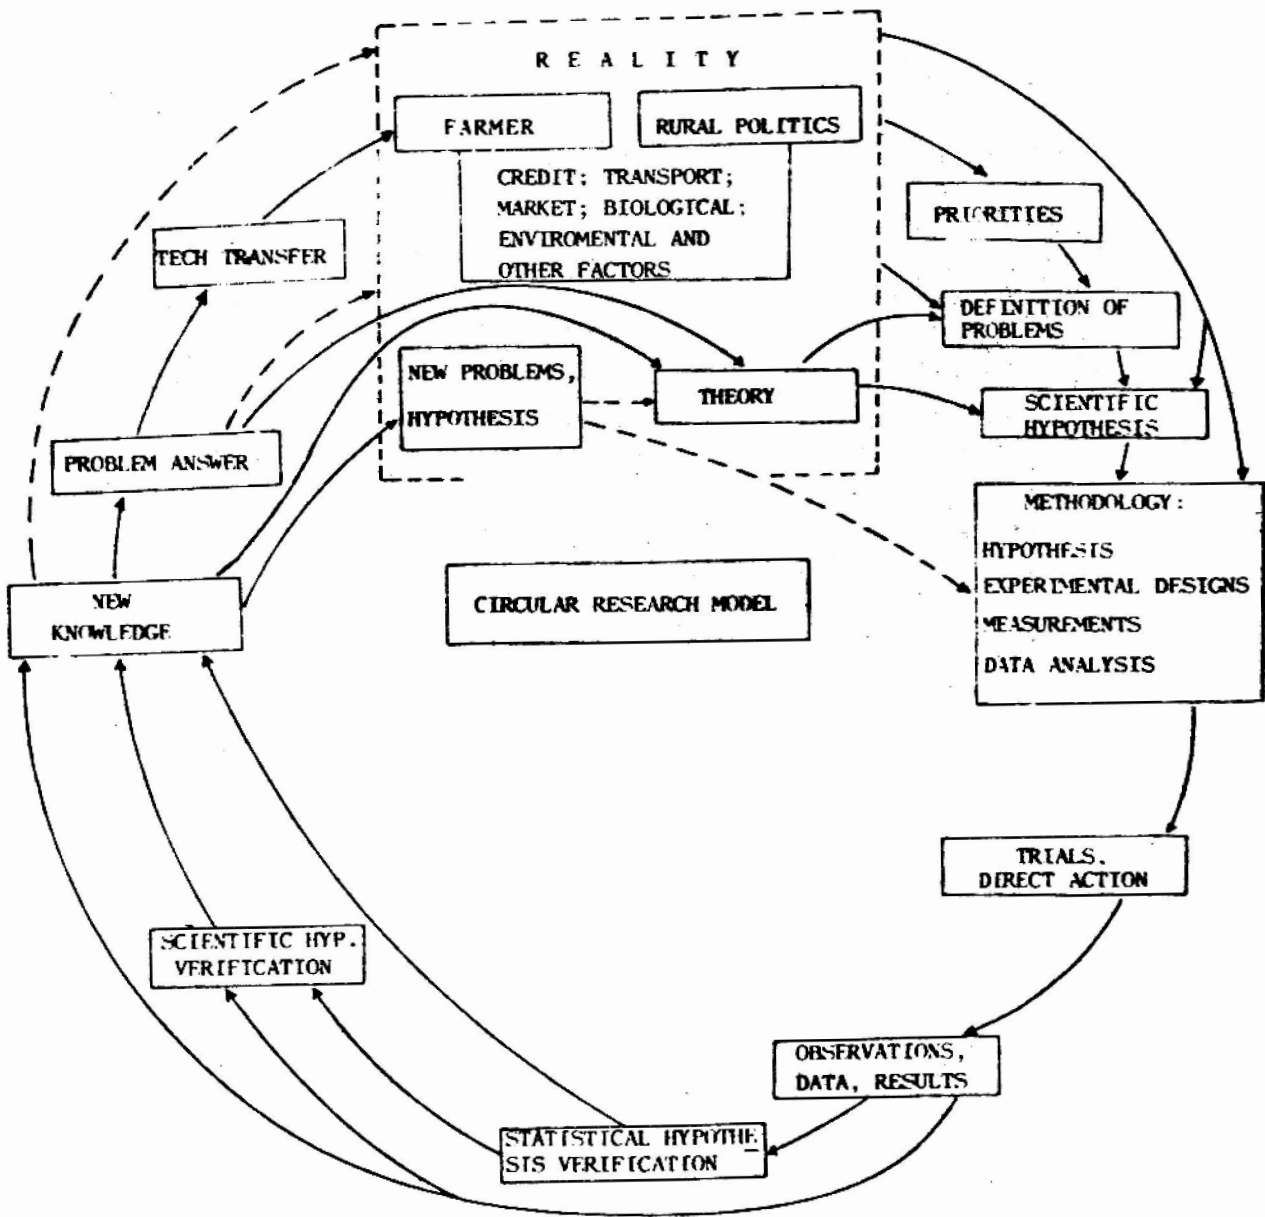 R E A L I T Y
FARMER
RURAL POLITICS
CREDIT; TRANSPORT;
MARKET; BIOLOGICAL;
ENVIROMENTAL AND
OTHER FACTORS
PRIORITIES
TECH TRANSFER
DEFINITION OF
PROBLEMS
NEW PROBLEMS,
HYPOTHESIS
THEORY
SCIENTIFIC
HYPOTHESIS
PROBLEM ANSWER
METHODOLOGY:
HYPOTHESIS
EXPERIMENTAL DESIGNS
MEASUREMENTS
DATA ANALYSIS
NEW
KNOWLEDGE
CIRCULAR RESEARCH MODEL
TRIALS.
DIRECT ACTION
SCIENTIFIC HYP.
VERIFICATION
OBSERVATIONS,
DATA, RESULTS
STATISTICAL HYPOTHE
SIS VERIFICATION